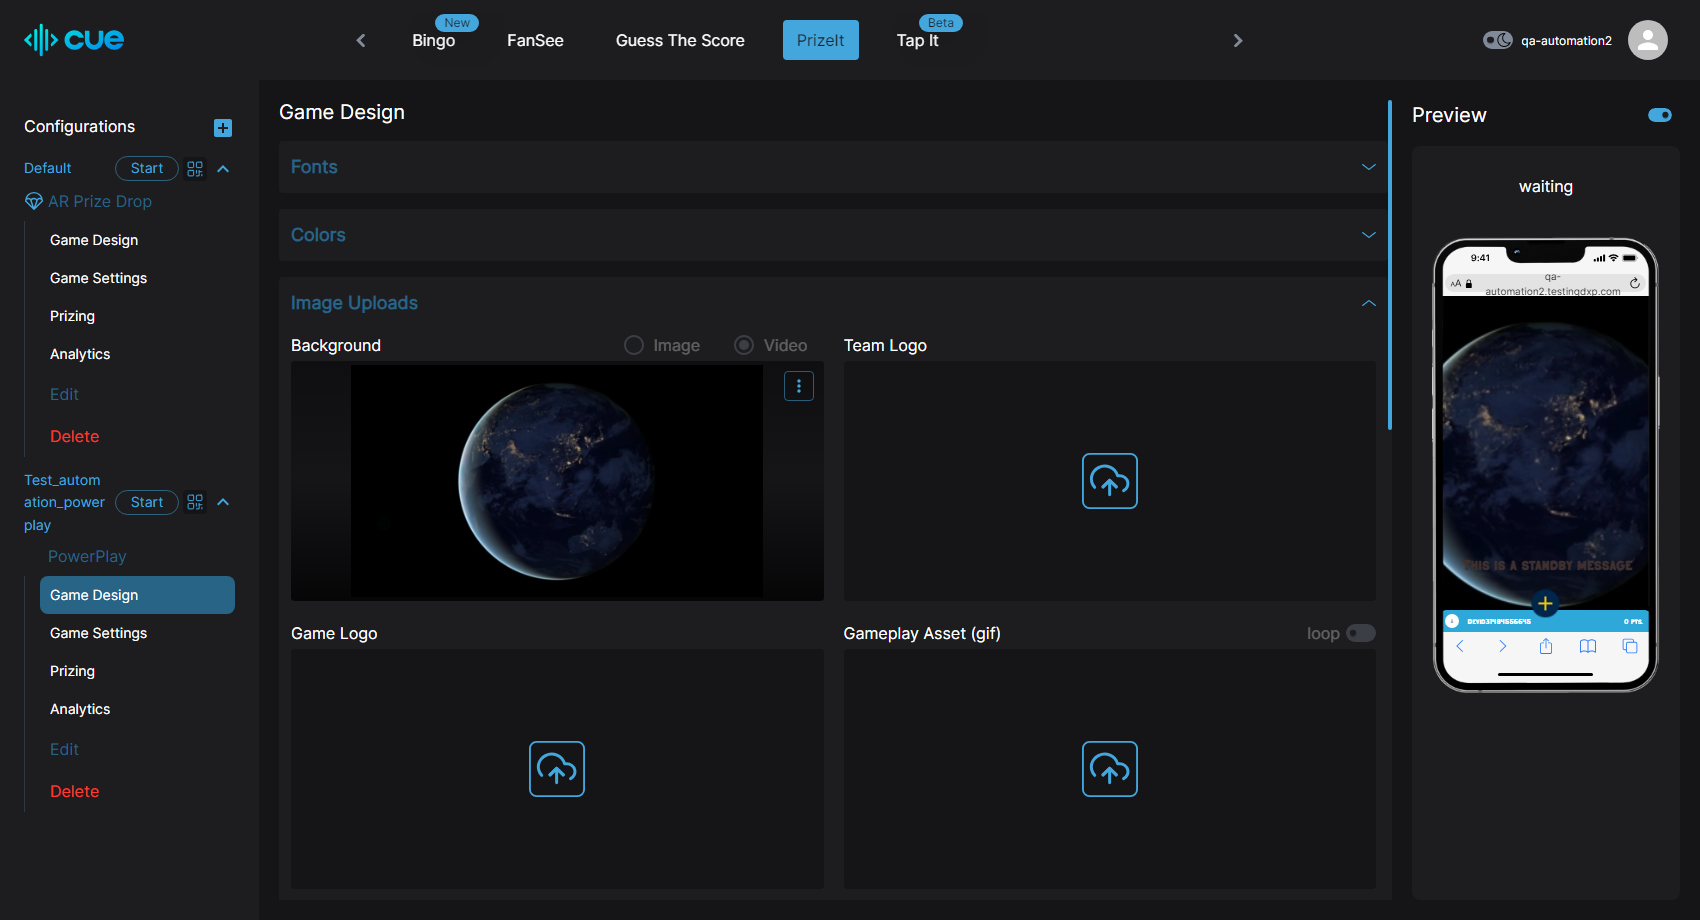 cue
New
Bingo
FanSee
Guess The Score
PrizeIt
Beta
Tap It
qa-automation2
Configurations
Default
Start
AR Prize Drop
Game Design
Game Settings
Prizing
Analytics
Edit
Delete
Test_autom
ation_power
play
Start
PowerPlay
Game Design
Game Settings
Prizing
Analytics
Edit
Delete
Game Design
Fonts
Colors
Image Uploads
Background
Image
Video
Team Logo
Game Logo
Gameplay Asset (gif)
loop
Preview
waiting
9:41
AA
qa-
automation2.testingdxp.com
THIS IS A STANDBY MESSAGE
0 PTS.